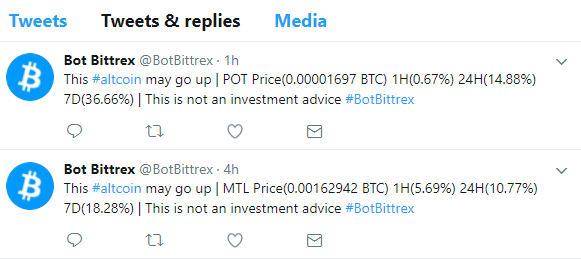 Tweets Tweets & replies Media
Bot Bittrex @BotBittrex · 1h
This #altcoin may go up | POT Price(0.00001697 BTC) 1H(0.67%) 24H(14.88%)
7D(36.66%) | This is not an investment advice #BotBittrex
Bot Bittrex @BotBittrex · 4h
This #altcoin may go up | MTL Price(0.00162942 BTC) 1H(5.69%) 24H(10.77%)
7D(18.28%) | This is not an investment advice #BotBittrex